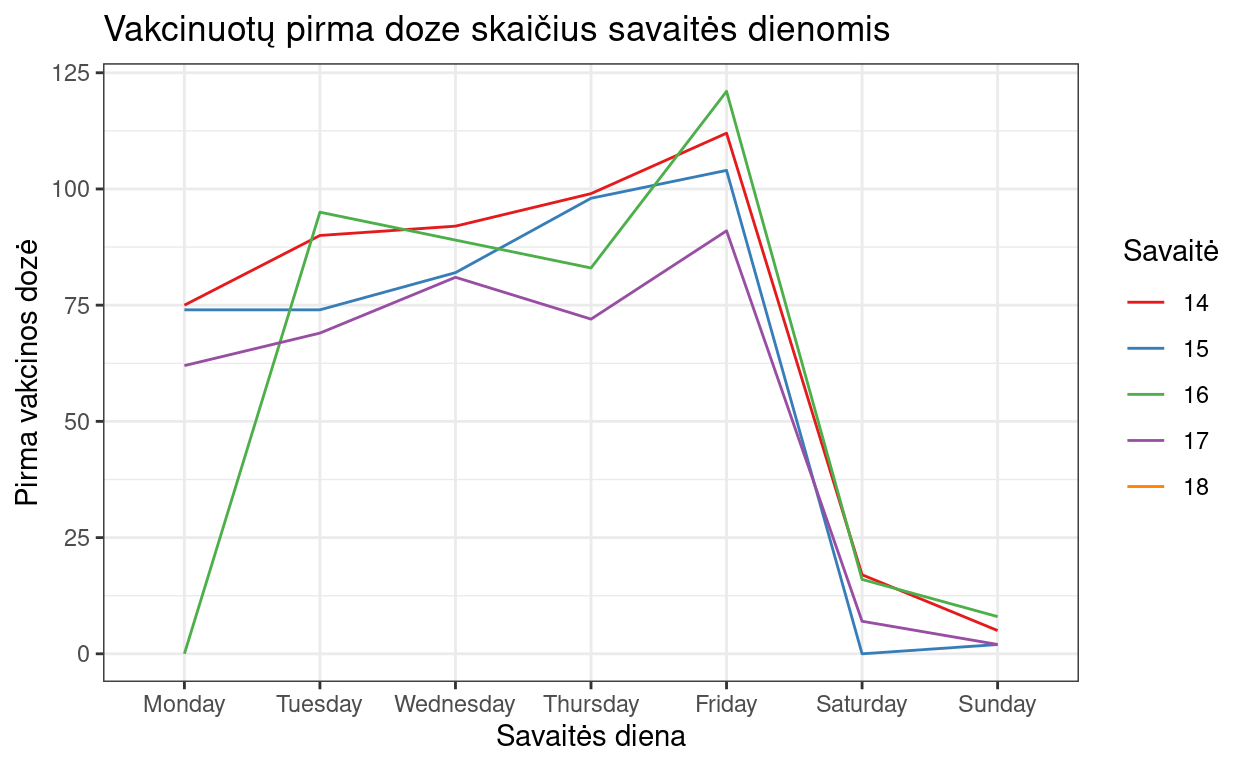 Vakcinuotų pirma doze skaičius savaitės dienomis
Pirma vakcinos dozė
125
100
75
50
25
0
Monday Tuesday Wednesday Thursday Friday Saturday Sunday
Savaitės diena
Savaitė
14
15
16
17
18